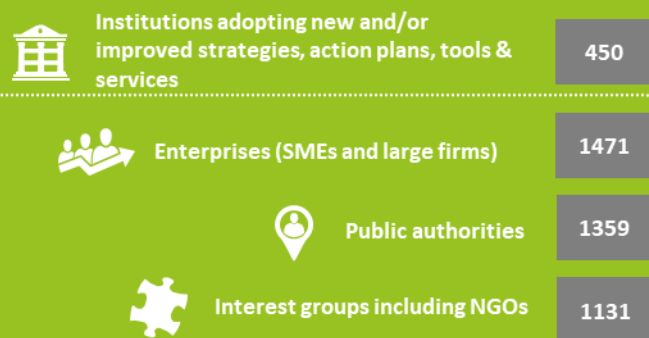 Institutions adopting new and/or
improved strategies, action plans, tools &
services
450
Enterprises (SMEs and large firms)
1471
Public authorities
1359
Interest groups including NGOs
1131